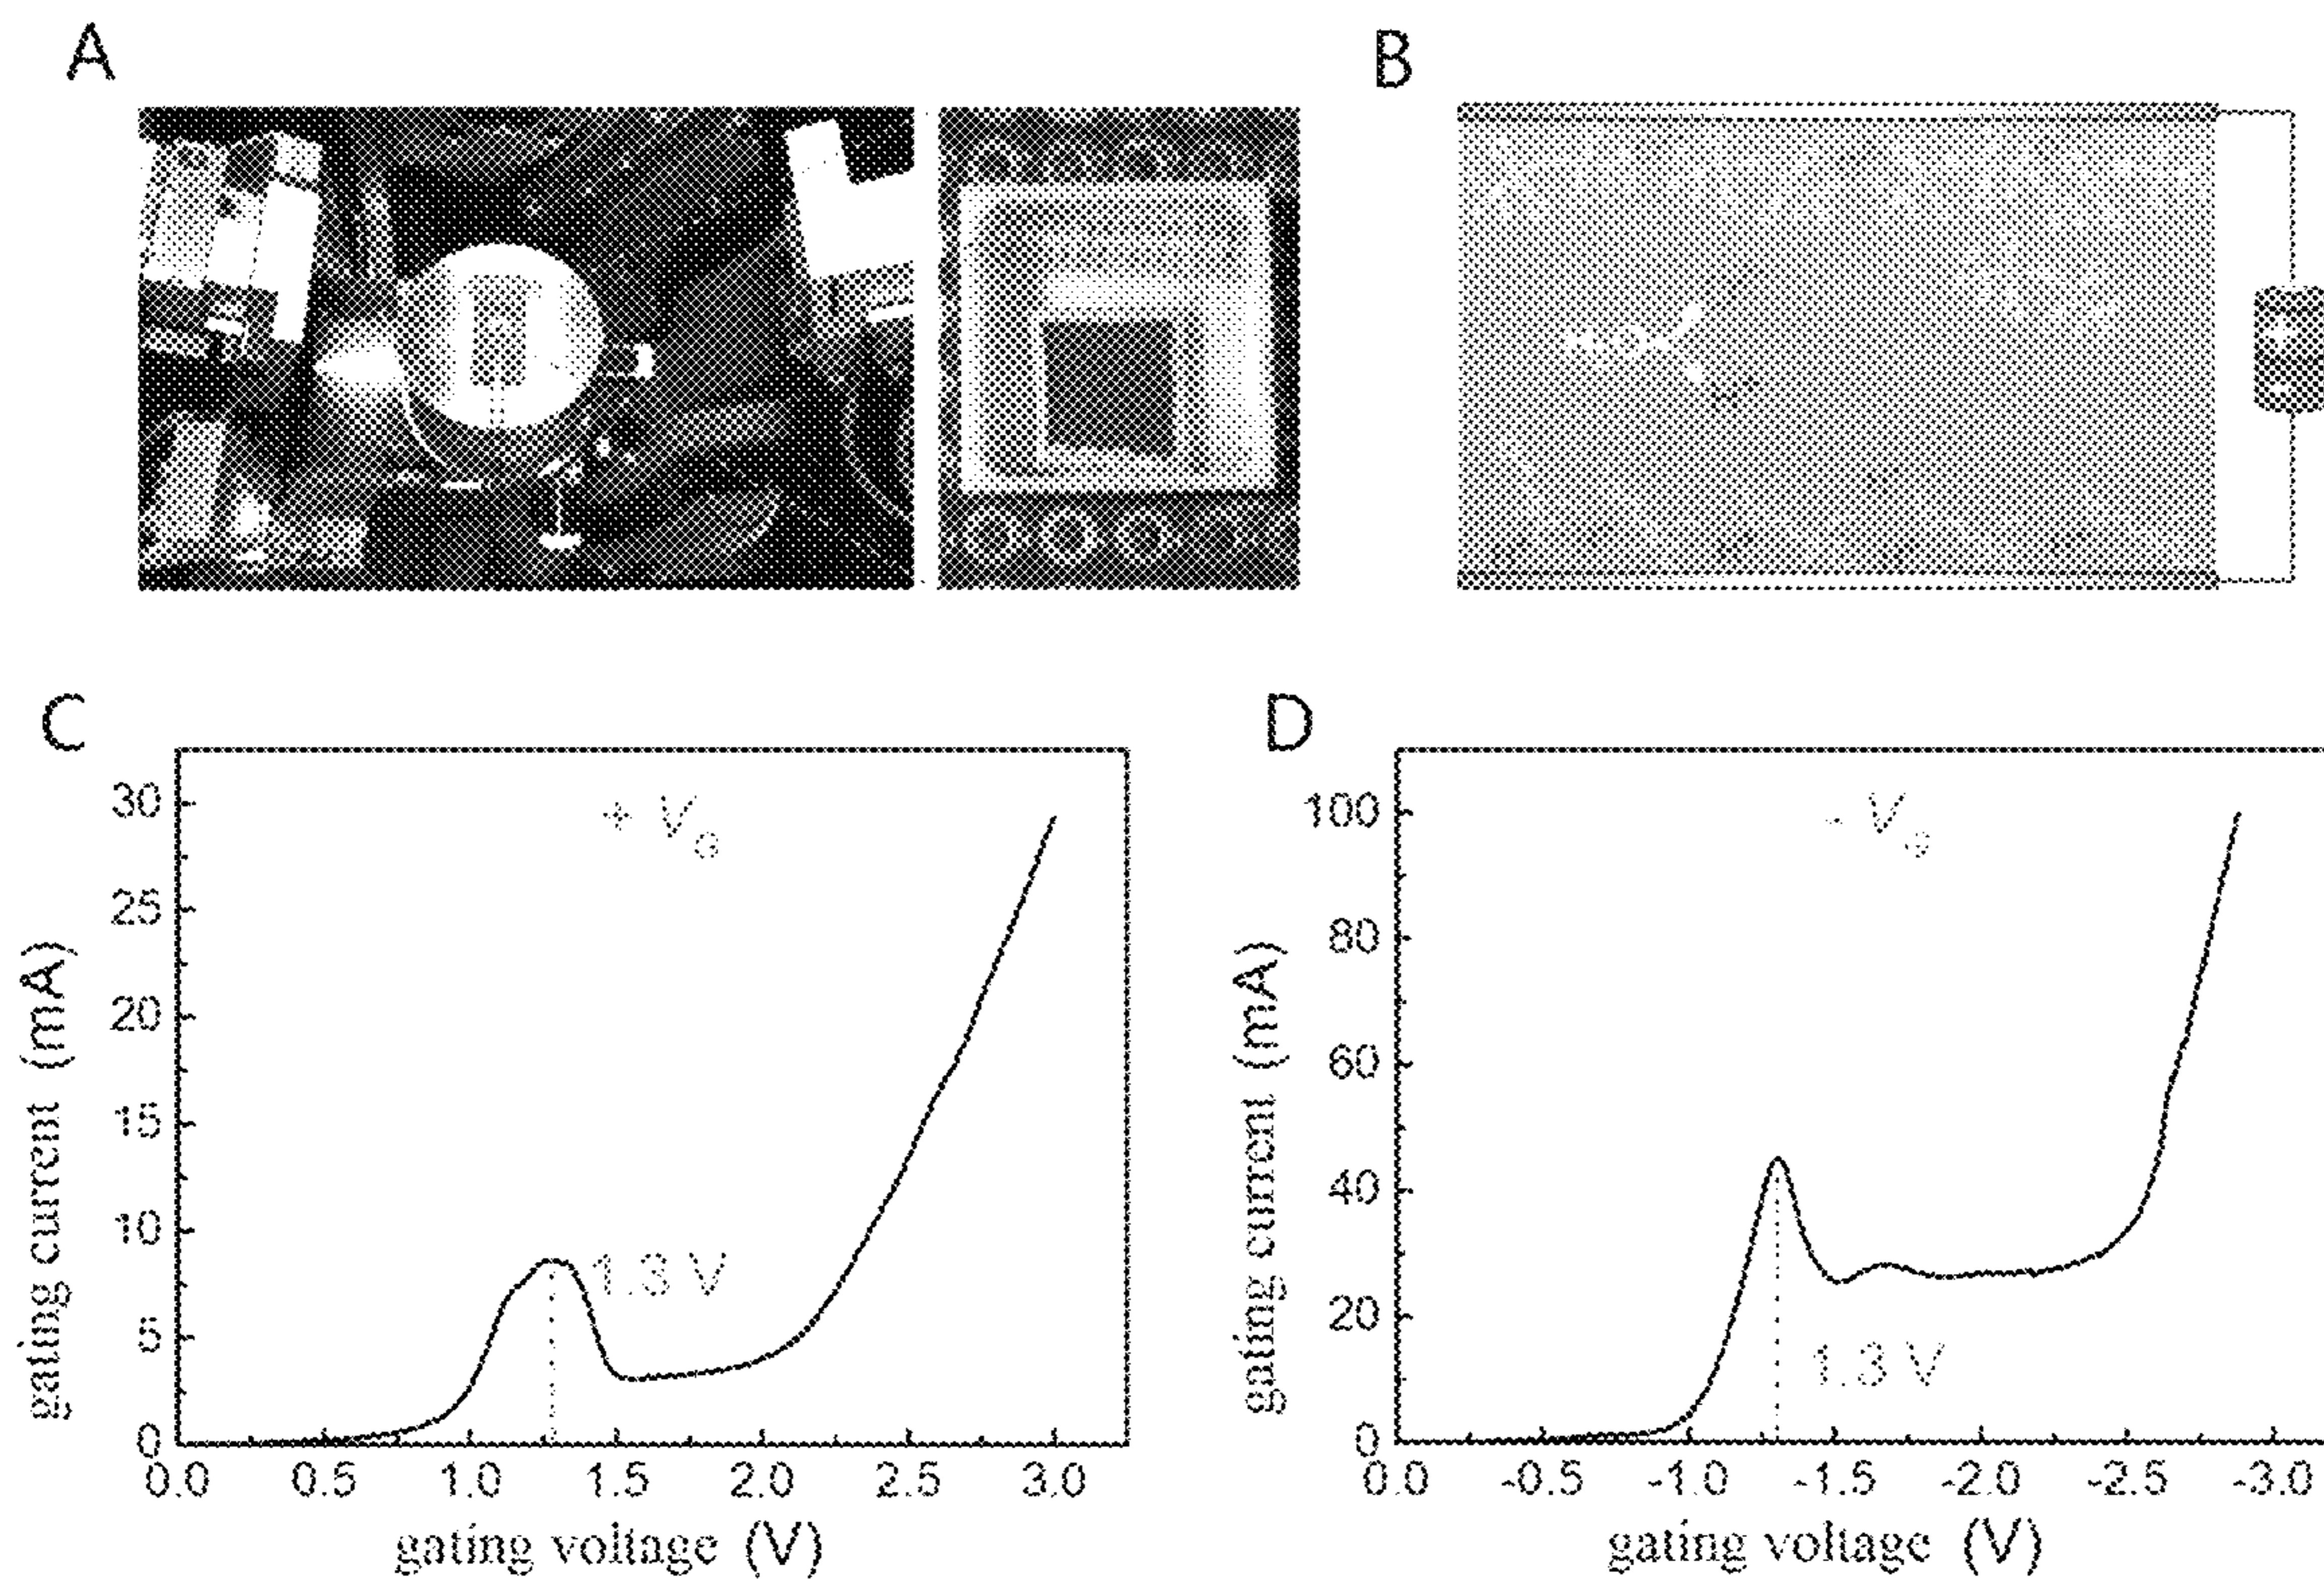 A
B
C
gating current (mA)
30
25
20
15
10
5
0
+ V_G
1.3 V
0.0 0.5 1.0 1.5 2.0 2.5 3.0
gating voltage (V)
D
gating current (mA)
100
80
60
40
20
0
- V_g
1.3 V
0.0 -0.5 -1.0 -1.5 -2.0 -2.5 -3.0
gating voltage (V)